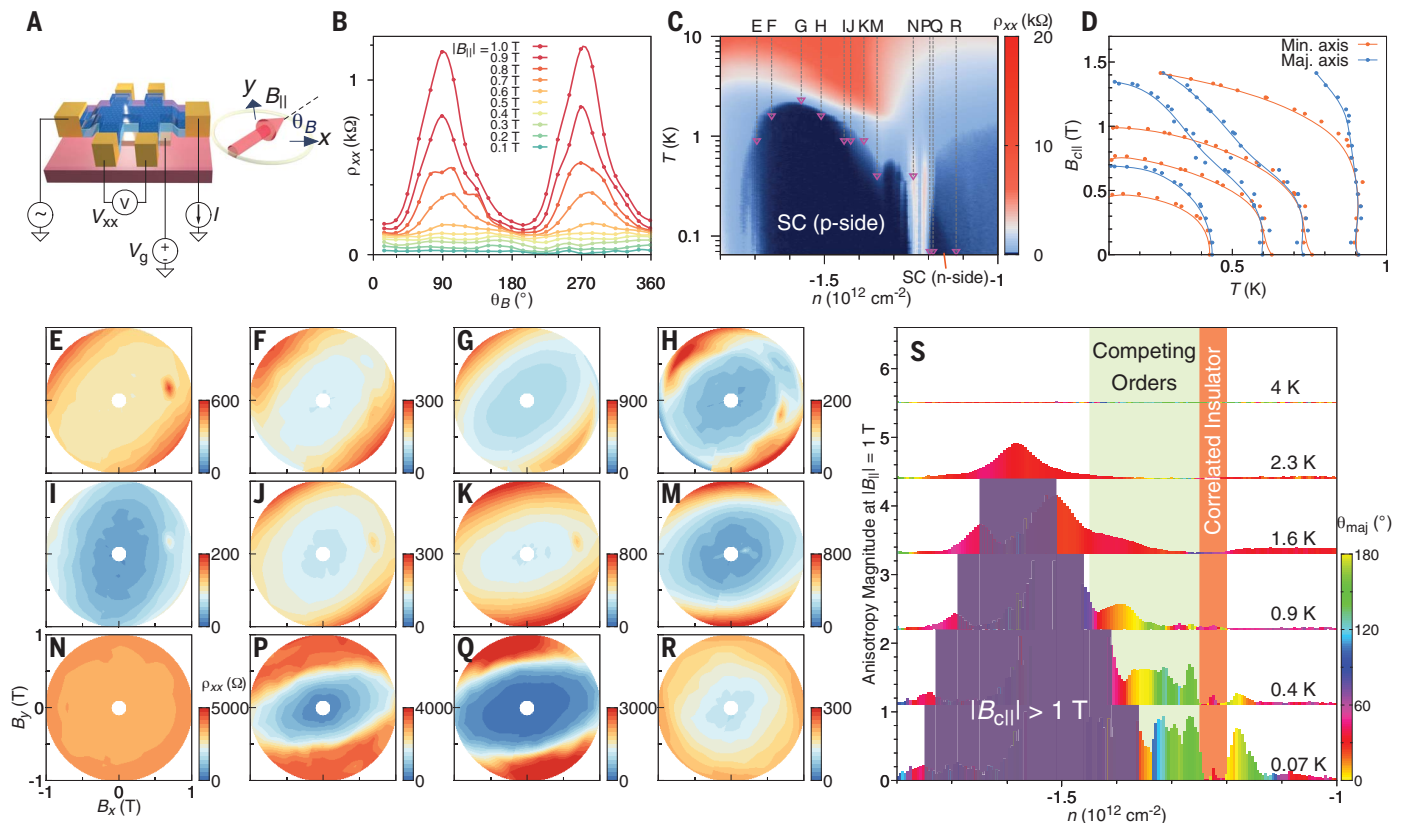 A
y
B||
θB
x
~
Vxx
V
I
Vg
+
−
B
|B||| =
1.0 T
0.9 T
0.8 T
0.7 T
0.6 T
0.5 T
0.4 T
0.3 T
0.2 T
0.1 T
ρxx (kΩ)
1
0
0 90 180 270 360
θB (°)
C
E F G H I J K M N P Q R
ρxx (kΩ)
20
10
0
T (K)
10
1
0.1
SC (p-side)
SC (n-side)
-1.5 -1
n (10^12 cm^-2)
D
Min. axis
Maj. axis
Bc|| (T)
1.5
1
0.5
0
0.5 1
T (K)
E
600
0
F
300
0
G
900
0
H
200
0
I
200
0
J
300
0
K
800
0
M
800
0
N
1
0
-1
By (T)
-1 0 1
Bx (T)
ρxx (Ω)
5000
0
P
4000
0
Q
3000
0
R
300
0
S
Competing
Orders
Correlated Insulator
Anisotropy Magnitude at |B||| = 1 T
6
5
4
3
2
1
0
4 K
2.3 K
1.6 K
0.9 K
0.4 K
0.07 K
|Bc||| > 1 T
-1.5 -1
n (10^12 cm^-2)
θmaj (°)
180
120
60
0